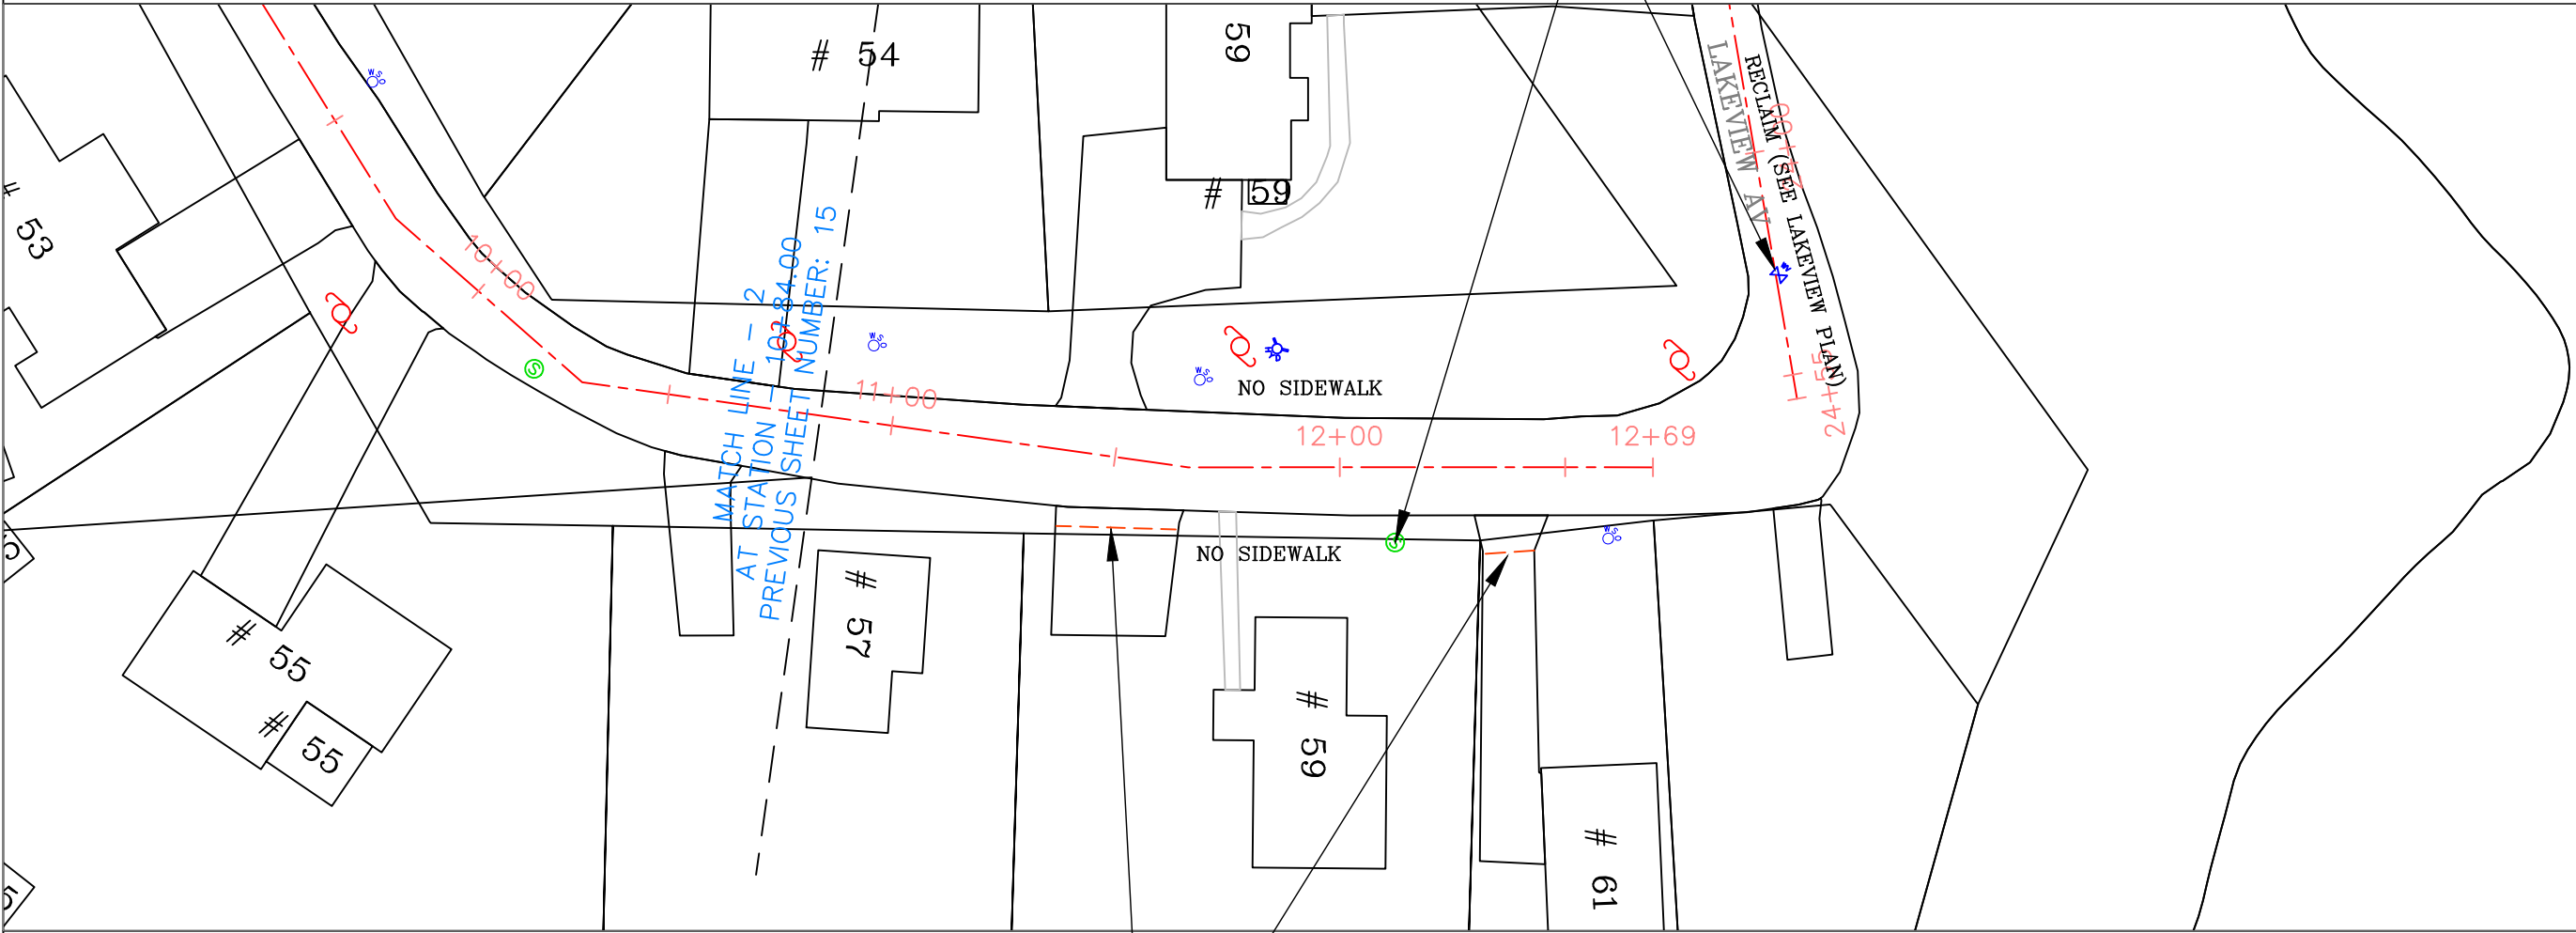 # 54
59
# 59
LAKEVIEW AV
RECLAIM (SEE LAKEVIEW PLAN)
24+00
24+55
# 53
10+00
MATCH LINE - 2
AT STATION - 10+84.00
PREVIOUS SHEET NUMBER: 15
11+00
NO SIDEWALK
12+00
12+69
NO SIDEWALK
# 55
# 55
# 57
# 59
# 61
W S
W S
W S
W S
S
S